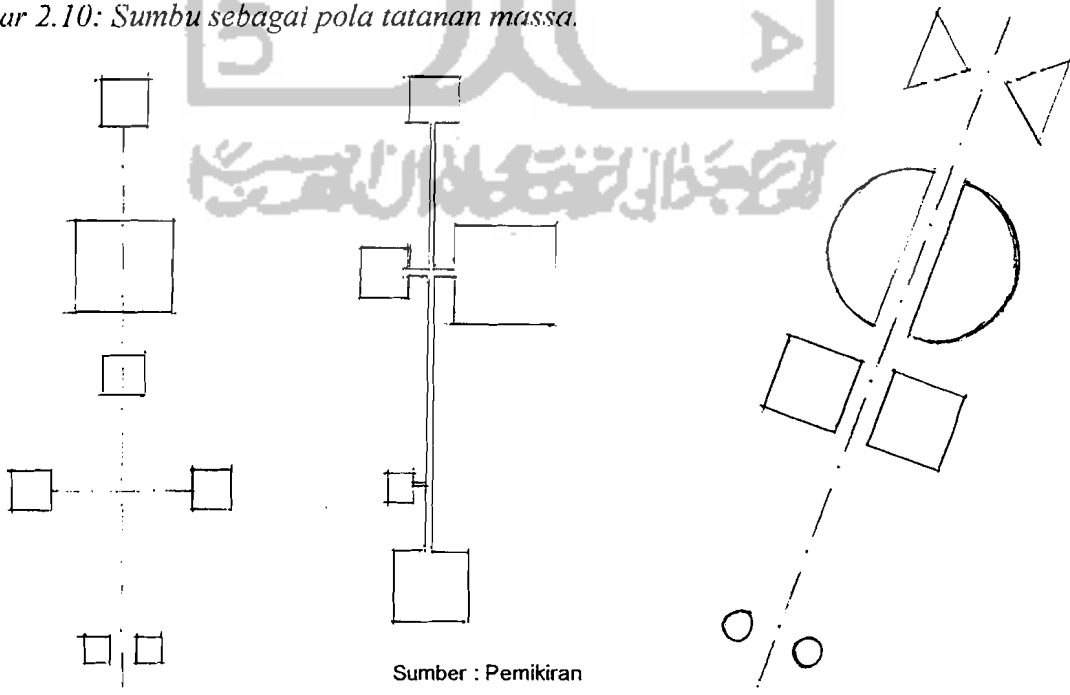 ar 2.10: Sumbu sebagai pola tatanan massa.
Sumber : Pemikiran